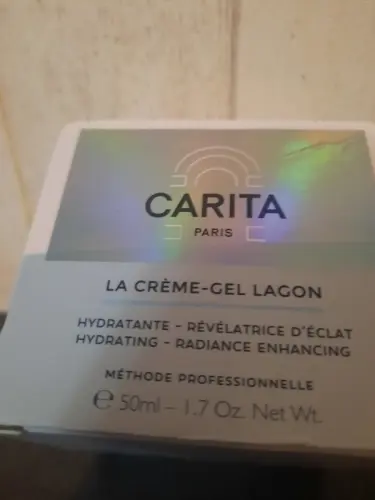 CARITA
PARIS
LA CRÈME-GEL LAGON
HYDRATANTE – RÉVÉLATRICE D'ÉCLAT
HYDRATING – RADIANCE ENHANCING
MÉTHODE PROFESSIONNELLE
℮ 50ml – 1.7 Oz. Net Wt.